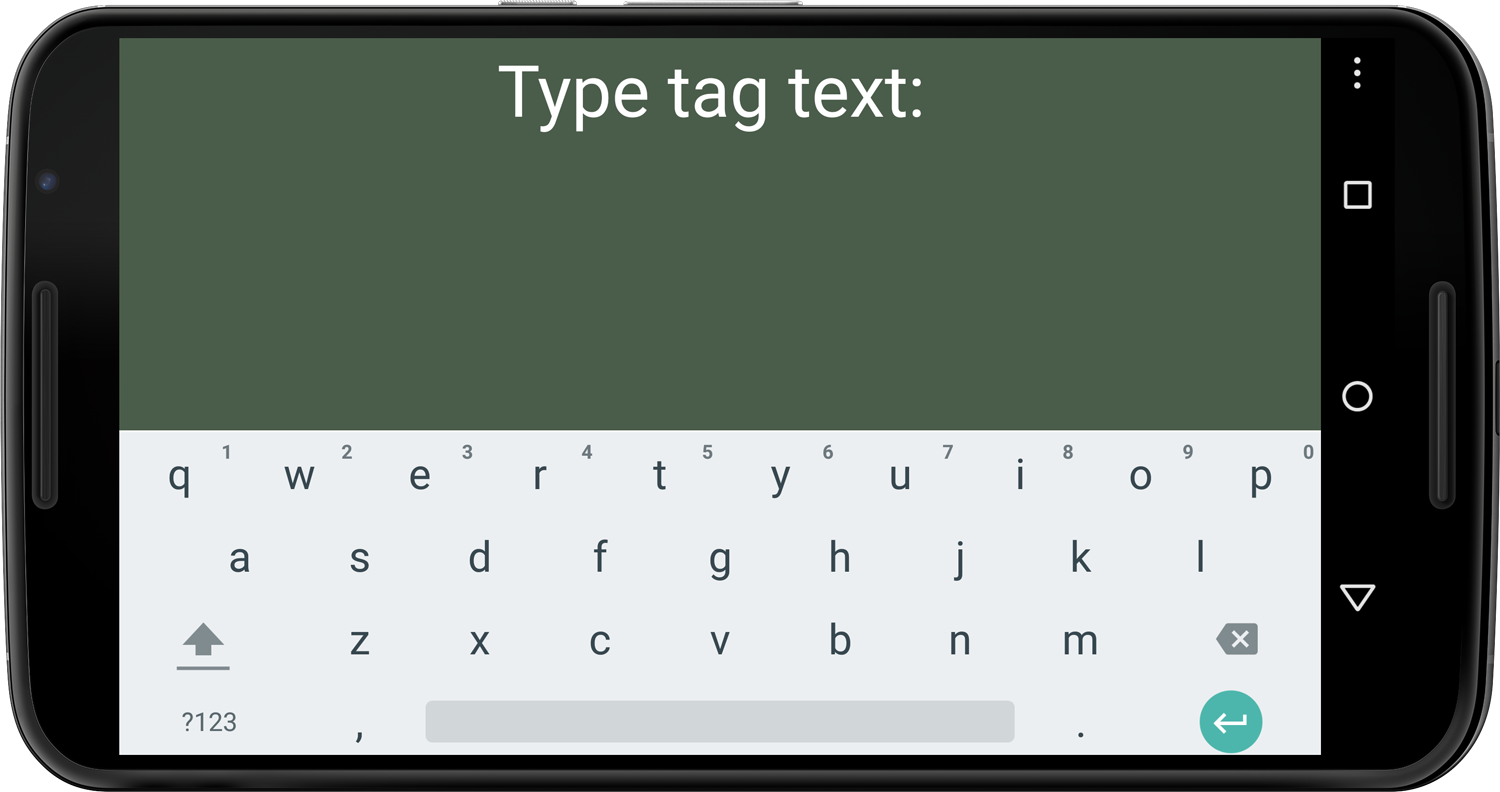 Type tag text:
q 1 w 2 e 3 r 4 t 5 y 6 u 7 i 8 o 9 p 0
a s d f g h j k l
z x c v b n m
?123 , .